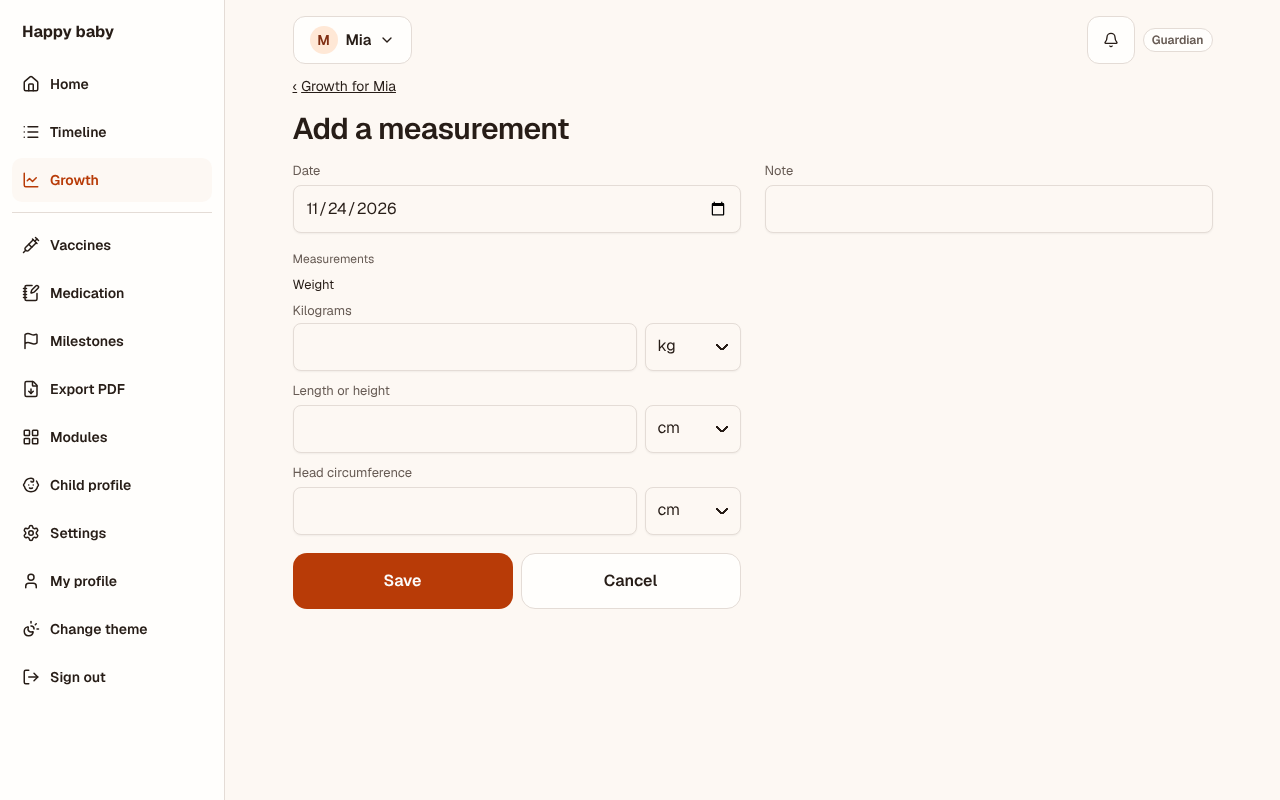 Happy baby
Home
Timeline
Growth
Vaccines
Medication
Milestones
Export PDF
Modules
Child profile
Settings
My profile
Change theme
Sign out
M Mia
Guardian
‹ Growth for Mia
Add a measurement
Date
11/24/2026
Note
Measurements
Weight
Kilograms
kg
Length or height
cm
Head circumference
cm
Save
Cancel